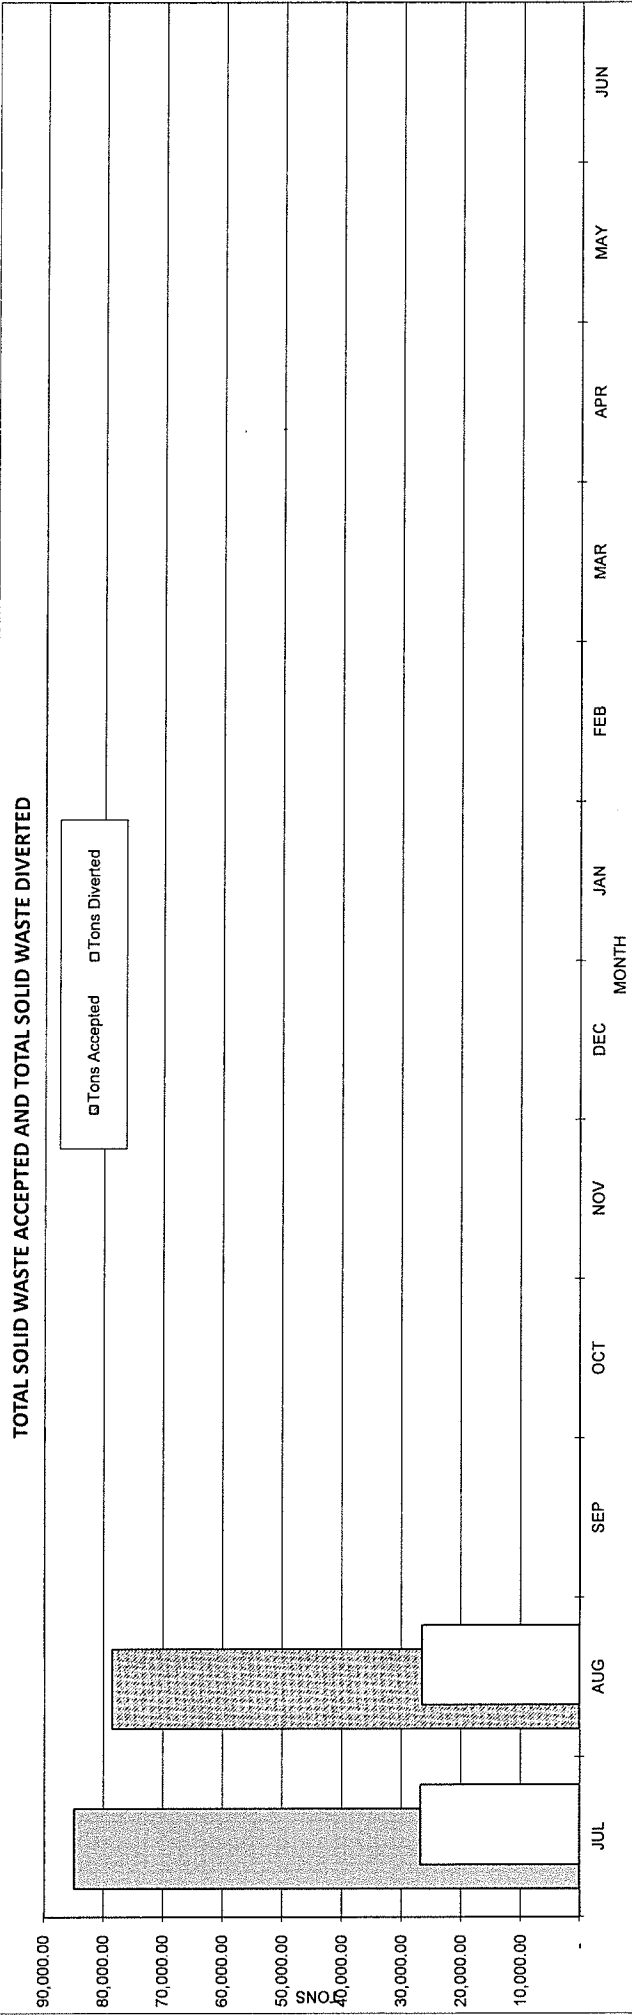 TOTAL SOLID WASTE ACCEPTED AND TOTAL SOLID WASTE DIVERTED
Tons Accepted Tons Diverted
90,000.00
80,000.00
70,000.00
60,000.00
50,000.00
40,000.00
30,000.00
20,000.00
10,000.00
-
TONS
JUL AUG SEP OCT NOV DEC JAN FEB MAR APR MAY JUN
MONTH